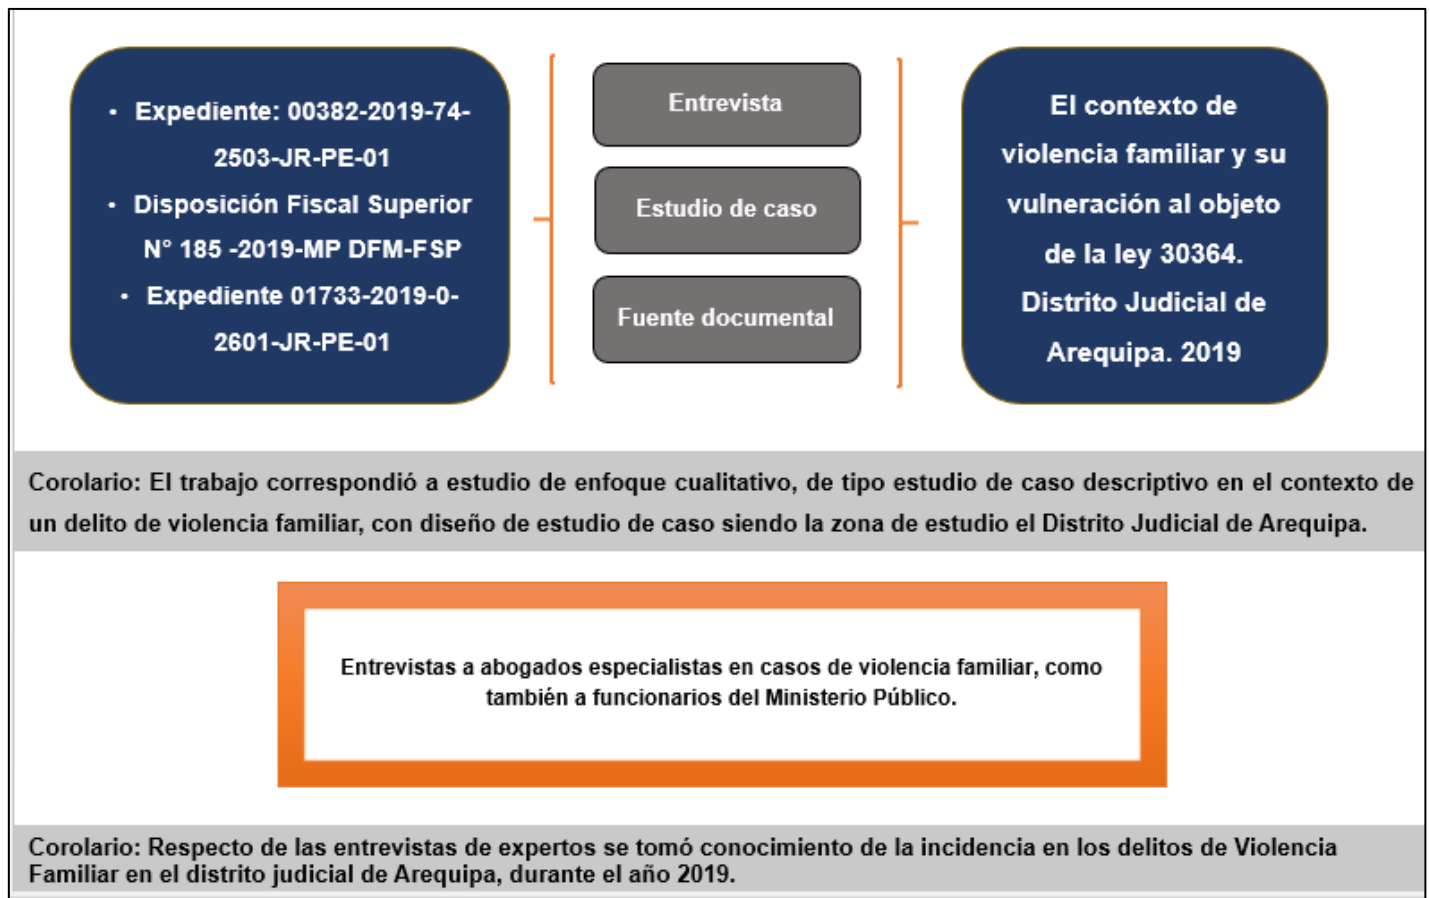 • Expediente: 00382-2019-74-
2503-JR-PE-01
• Disposición Fiscal Superior
N° 185 -2019-MP DFM-FSP
• Expediente 01733-2019-0-
2601-JR-PE-01
Entrevista
Estudio de caso
Fuente documental
El contexto de
violencia familiar y su
vulneración al objeto
de la ley 30364.
Distrito Judicial de
Arequipa. 2019
Corolario: El trabajo correspondió a estudio de enfoque cualitativo, de tipo estudio de caso descriptivo en el contexto de
un delito de violencia familiar, con diseño de estudio de caso siendo la zona de estudio el Distrito Judicial de Arequipa.
Entrevistas a abogados especialistas en casos de violencia familiar, como
también a funcionarios del Ministerio Público.
Corolario: Respecto de las entrevistas de expertos se tomó conocimiento de la incidencia en los delitos de Violencia
Familiar en el distrito judicial de Arequipa, durante el año 2019.